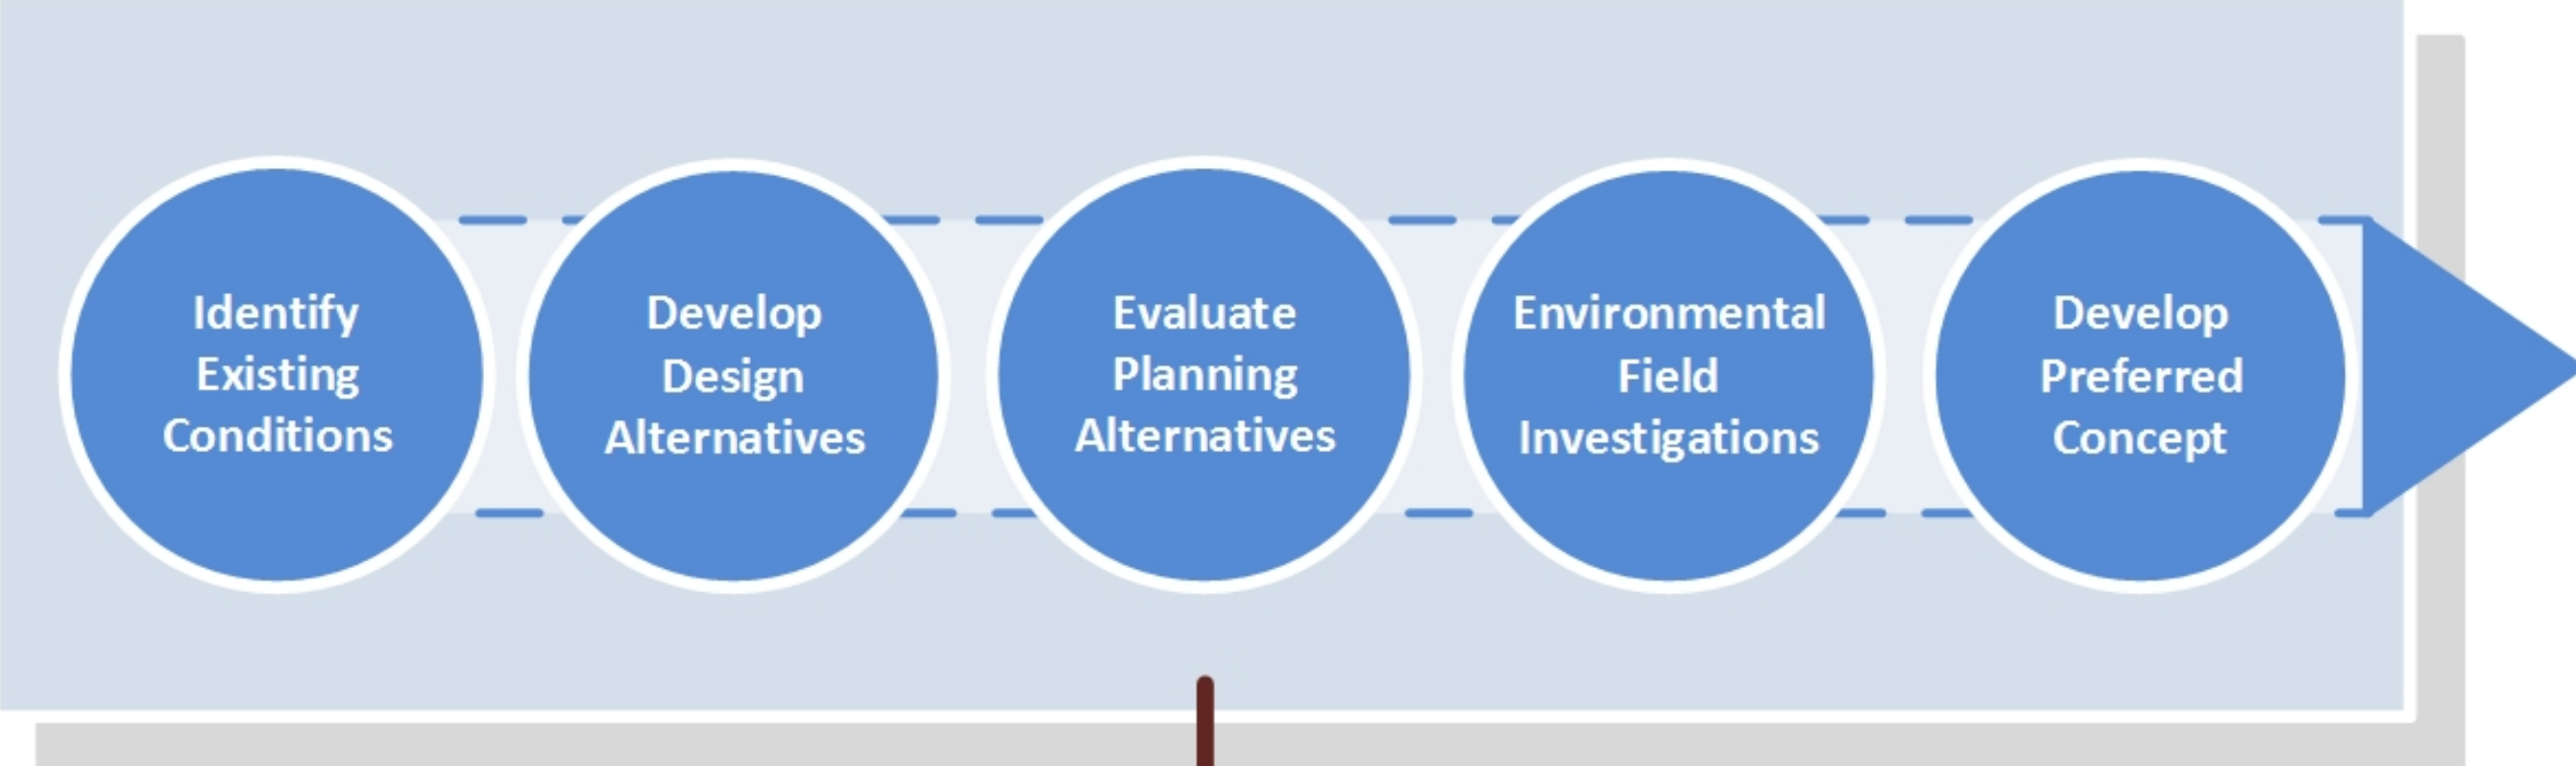 Identify
Existing
Conditions
Develop
Design
Alternatives
Evaluate
Planning
Alternatives
Environmental
Field
Investigations
Develop
Preferred
Concept